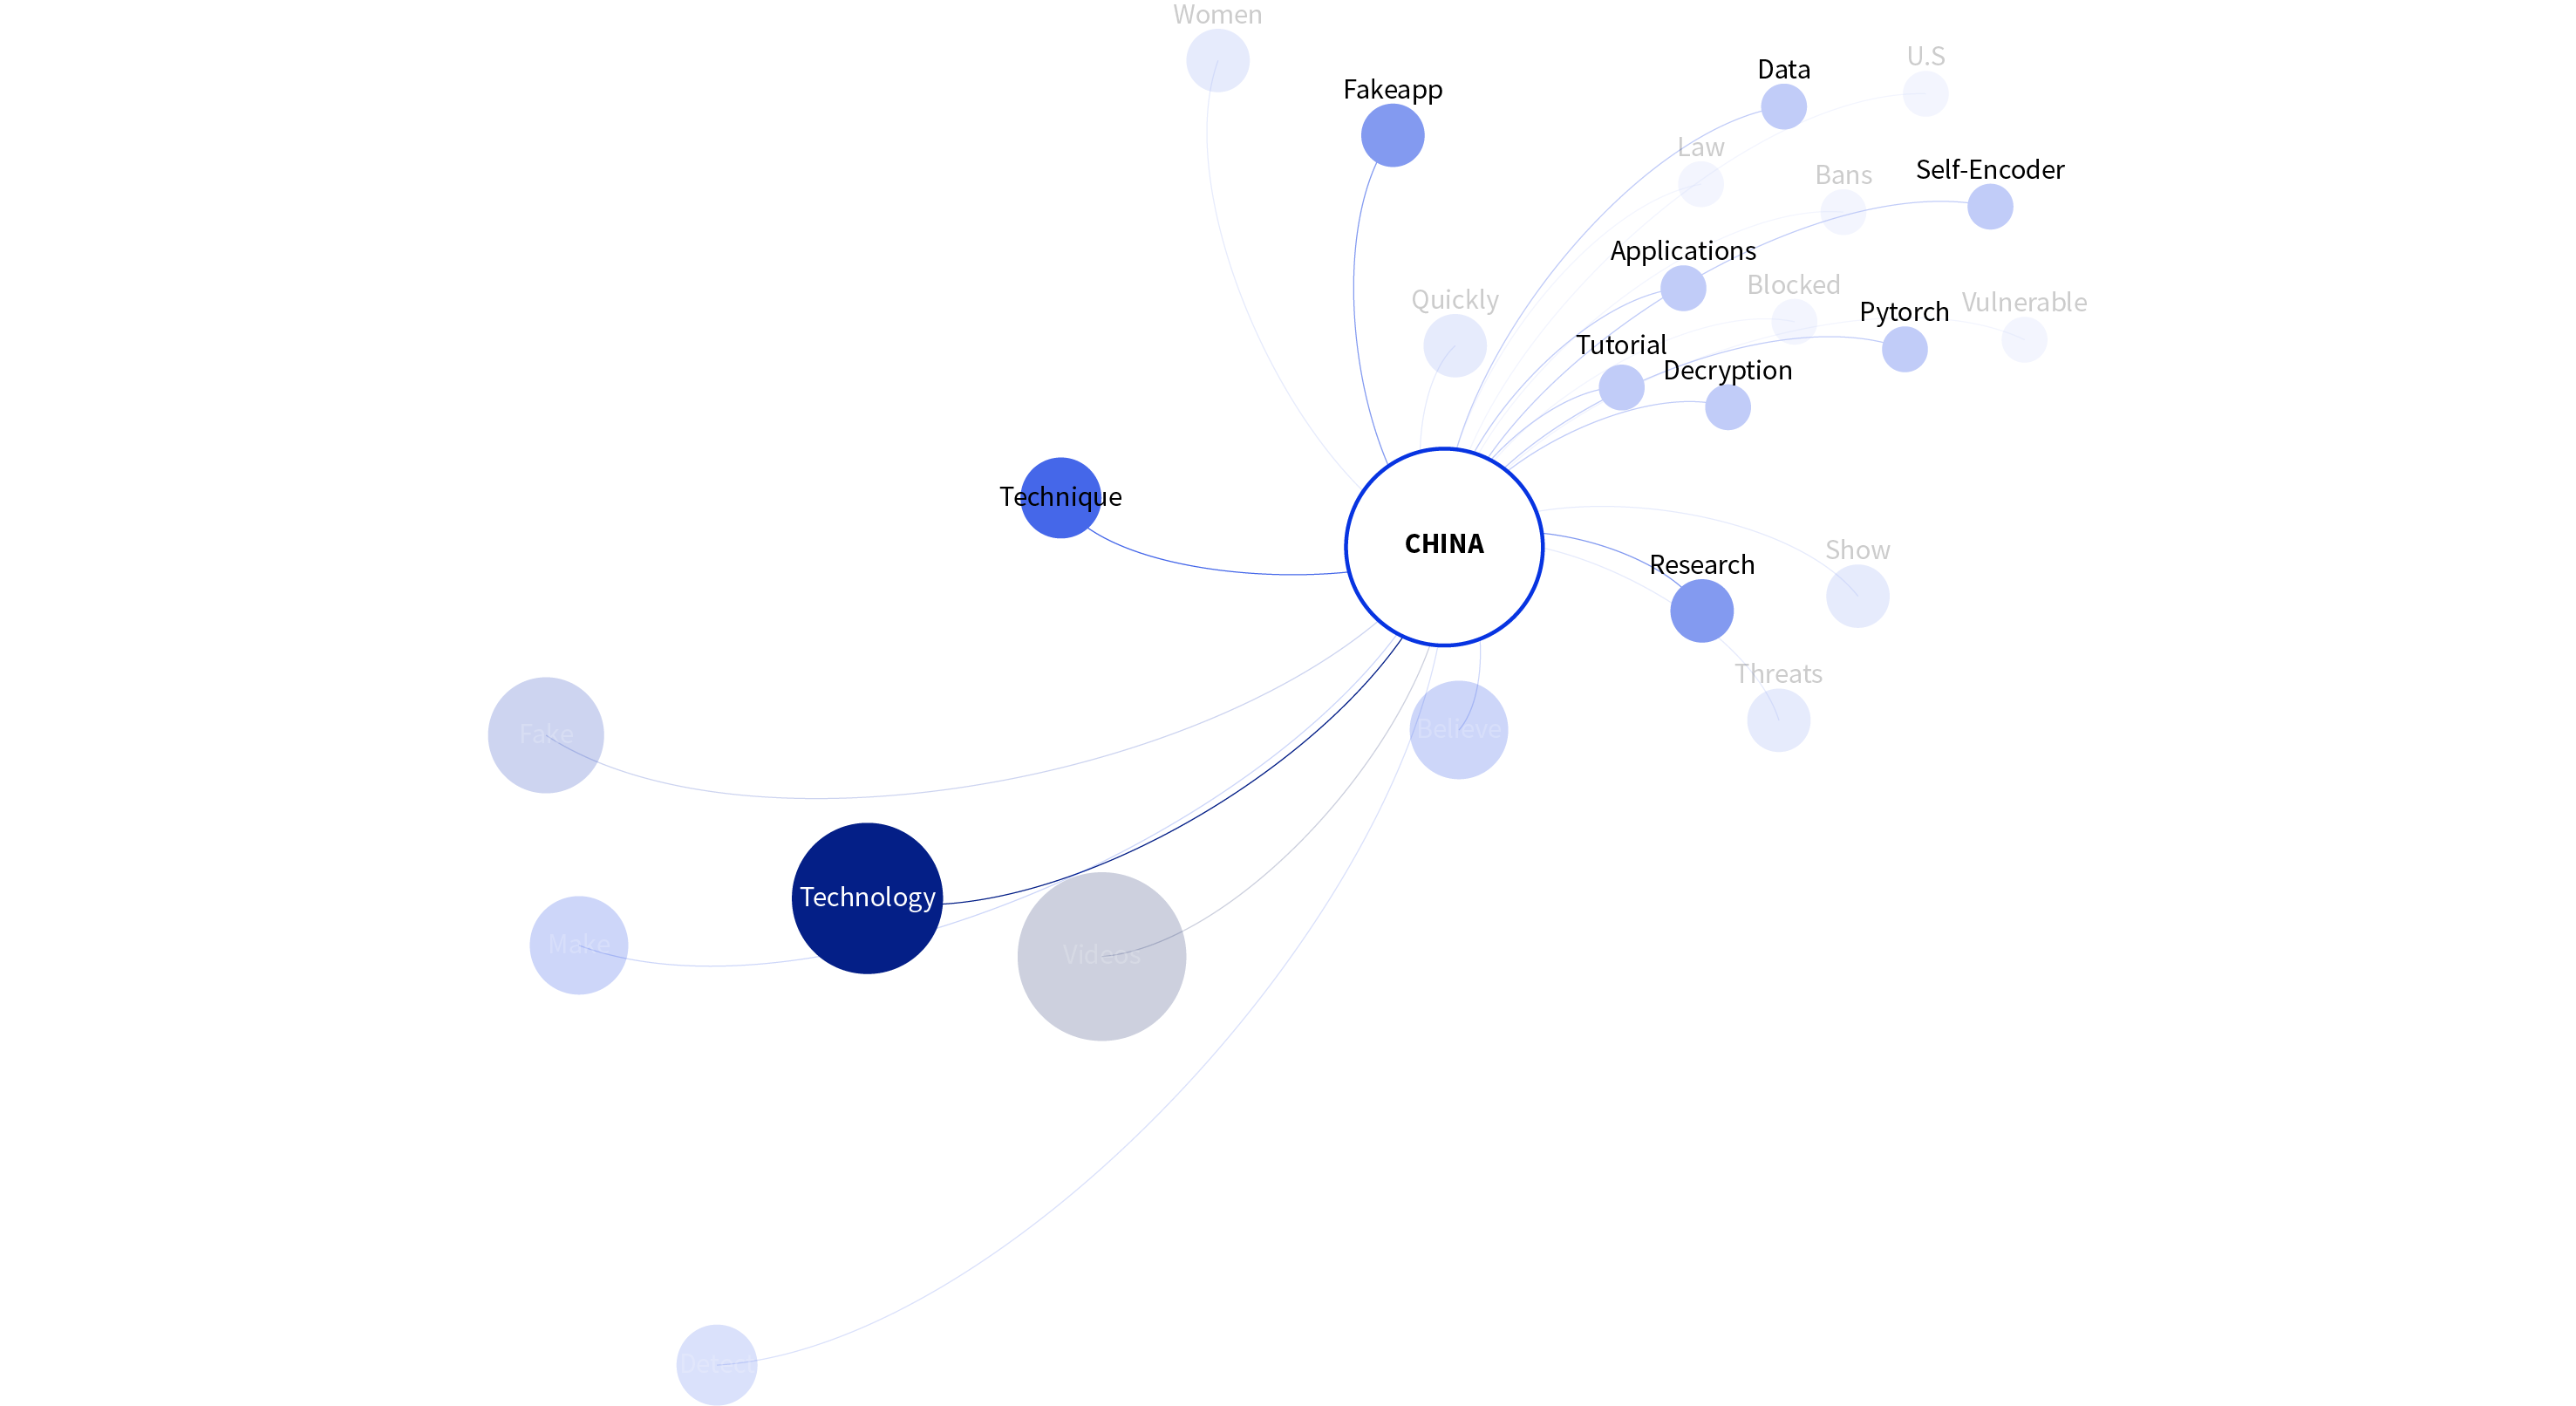 Women
Fakeapp
Data
U.S
Law
Bans
Self-Encoder
Applications
Quickly
Blocked
Pytorch
Vulnerable
Tutorial
Decryption
Technique
CHINA
Research
Show
Threats
Fake
Believe
Technology
Make
Videos
Detect